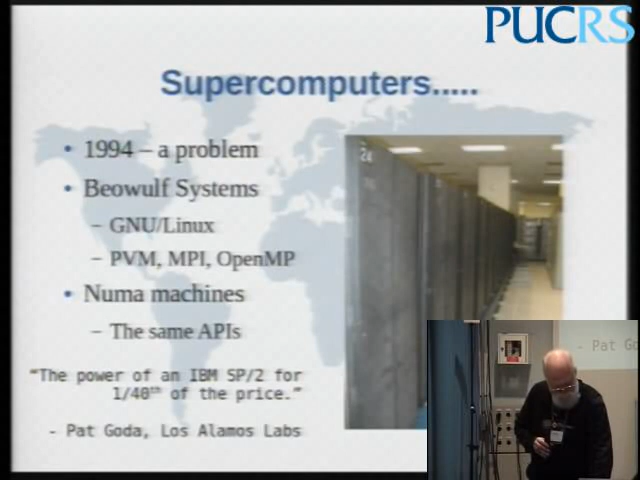 PUCRS
Supercomputers.....
• 1994 – a problem
• Beowulf Systems
– GNU/Linux
– PVM, MPI, OpenMP
• Numa machines
– The same APIs
“The power of an IBM SP/2 for
1/40th of the price.”
- Pat Goda, Los Alamos Labs
- Pat Go